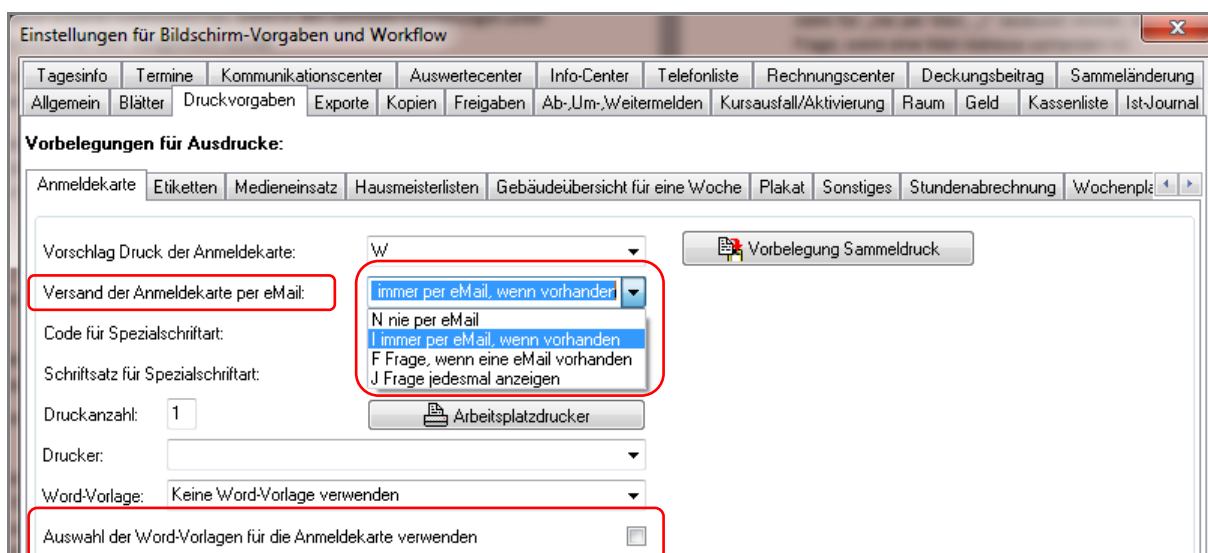 Einstellungen für Bildschirm-Vorgaben und Workflow
Tagesinfo Termine Kommunikationscenter Auswertecenter Info-Center Telefonliste Rechnungscenter Deckungsbeitrag Sammeländerung
Allgemein Blätter Druckvorgaben Exporte Kopien Freigaben Ab-,Um-,Weitermelden Kursausfall/Aktivierung Raum Geld Kassenliste Ist-Journal
Vorbelegungen für Ausdrucke:
Anmeldekarte Etiketten Medieneinsatz Hausmeisterlisten Gebäudeübersicht für eine Woche Plakat Sonstiges Stundenabrechnung Wochenpla
Vorschlag Druck der Anmeldekarte: W Vorbelegung Sammeldruck
Versand der Anmeldekarte per eMail: immer per eMail, wenn vorhanden
N nie per eMail
Code für Spezialschriftart: I immer per eMail, wenn vorhanden
F Frage, wenn eine eMail vorhanden
Schriftsatz für Spezialschriftart: J Frage jedesmal anzeigen
Druckanzahl: 1 Arbeitsplatzdrucker
Drucker:
Word-Vorlage: Keine Word-Vorlage verwenden
Auswahl der Word-Vorlagen für die Anmeldekarte verwenden